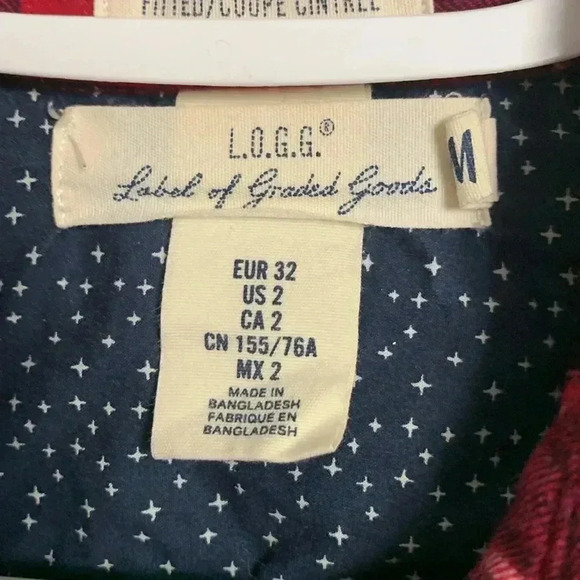 FITTED/COUPE CINTRÉE
L.O.G.G.®
Label of Graded Goods
EUR 32
US 2
CA 2
CN 155/76A
MX 2
MADE IN
BANGLADESH
FABRIQUE EN
BANGLADESH